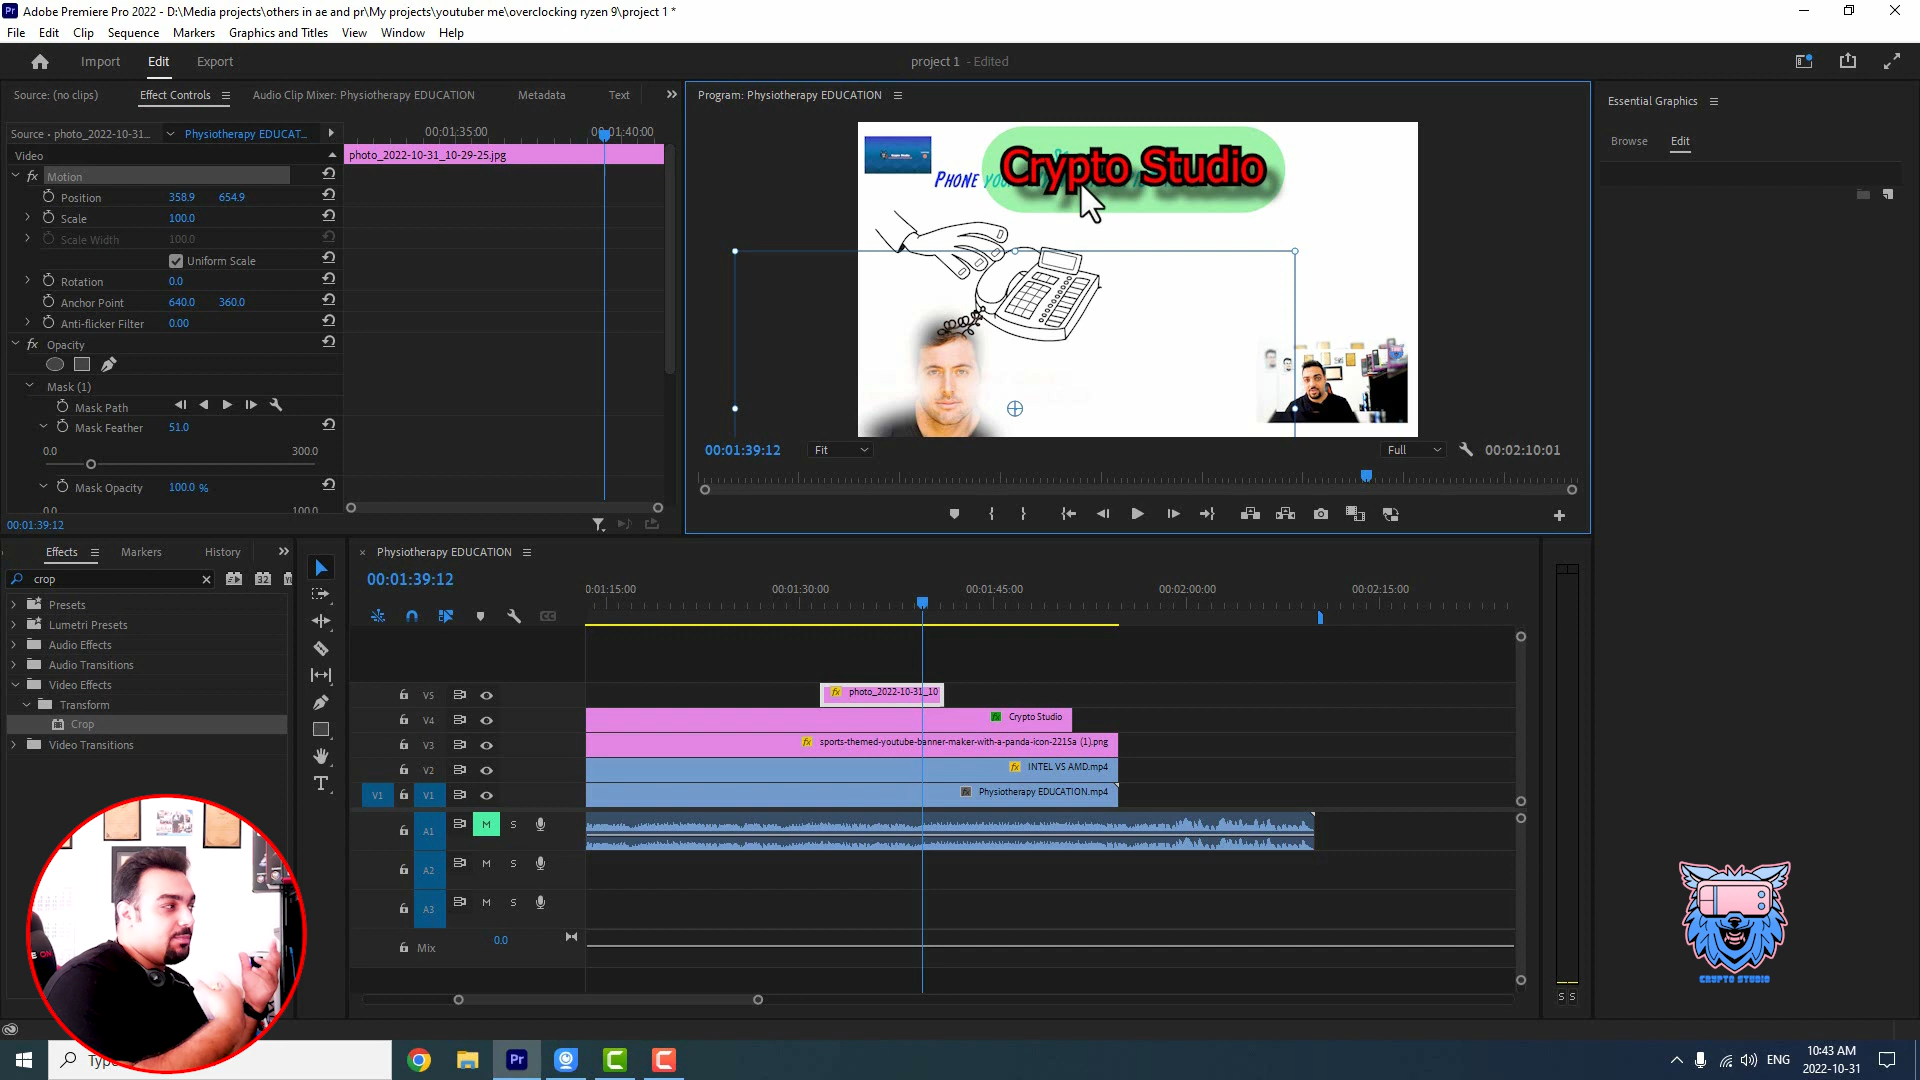 Adobe Premiere Pro 2022 - D:\Media projects\others in ae and pr\My projects\youtuber me\overclocking ryzen 9\project 1 *
File Edit Clip Sequence Markers Graphics and Titles View Window Help
Import Edit Export
project 1 - Edited
Source: (no clips) Effect Controls Audio Clip Mixer: Physiotherapy EDUCATION Metadata Text
Program: Physiotherapy EDUCATION
Essential Graphics
Browse Edit
Source • photo_2022-10-31... Physiotherapy EDUCAT...
00:01:35:00 00:01:40:00
Video
photo_2022-10-31_10-29-25.jpg
fx Motion
Position 358.9 654.9
Scale 100.0
Scale Width 100.0
Uniform Scale
Rotation 0.0
Anchor Point 640.0 360.0
Anti-flicker Filter 0.00
fx Opacity
Mask (1)
Mask Path
Mask Feather 51.0
0.0 300.0
Mask Opacity 100.0 %
0.0 100.0
00:01:39:12
Crypto Studio
Phone
00:01:39:12 Fit Full 00:02:10:01
Effects Markers History
crop
32
Presets
Lumetri Presets
Audio Effects
Audio Transitions
Video Effects
Transform
Crop
Video Transitions
Physiotherapy EDUCATION
00:01:39:12
0:01:15:00 00:01:30:00 00:01:45:00 00:02:00:00 00:02:15:00
V5 fx photo_2022-10-31_10
V4 fx Crypto Studio
V3 fx sports-themed-youtube-banner-maker-with-a-panda-icon-2215a (1).png
V2 fx INTEL VS AMD.mp4
V1 V1 fx Physiotherapy EDUCATION.mp4
A1 M S
A2 M S
A3 M S
Mix 0.0
S S
CRYPTO STUDIO
Pr
ENG
10:43 AM
2022-10-31